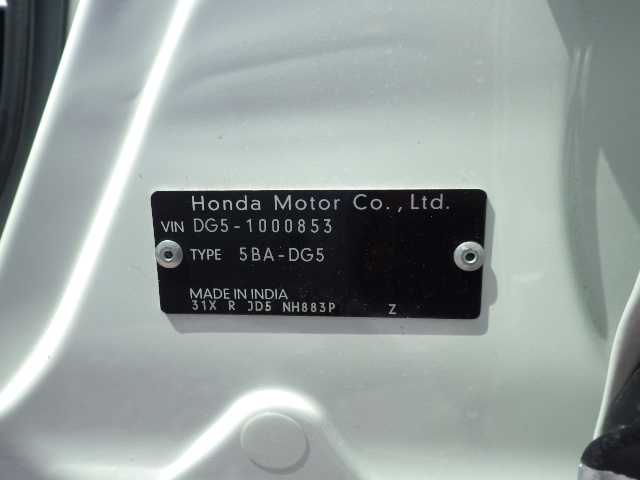 Honda Motor Co., Ltd.
VIN DG5-1000853
TYPE 5BA-DG5
MADE IN INDIA
31X R JD5 NH883P Z